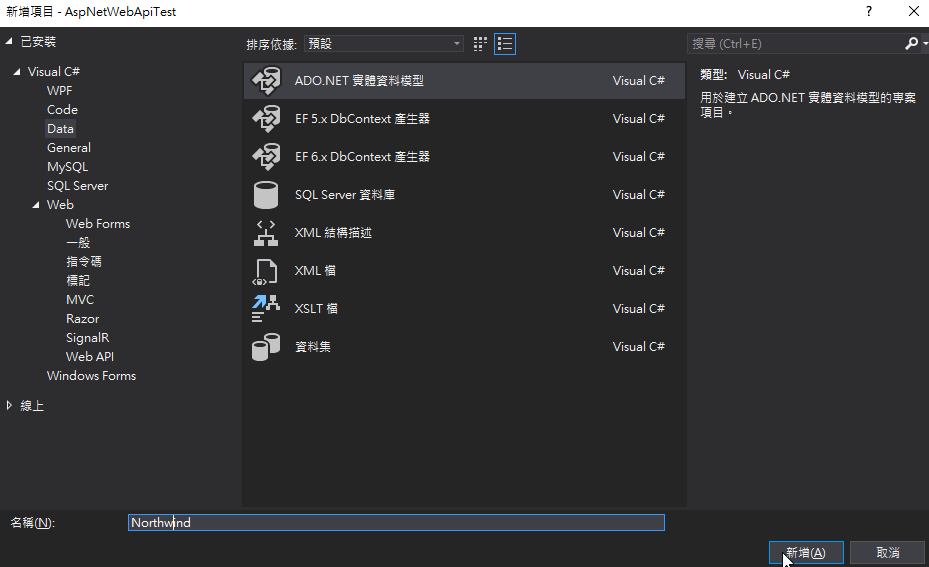 新增項目 - AspNetWebApiTest
?
已安裝
Visual C#
WPF
Code
Data
General
MySQL
SQL Server
Web
Web Forms
一般
指令碼
標記
MVC
Razor
SignalR
Web API
Windows Forms
線上
排序依據: 預設
ADO.NET 實體資料模型 Visual C#
EF 5.x DbContext 產生器 Visual C#
EF 6.x DbContext 產生器 Visual C#
SQL Server 資料庫 Visual C#
XML 結構描述 Visual C#
XML 檔 Visual C#
XSLT 檔 Visual C#
資料集 Visual C#
搜尋 (Ctrl+E)
類型: Visual C#
用於建立 ADO.NET 實體資料模型的專案
項目。
名稱(N): Northwind
新增(A) 取消